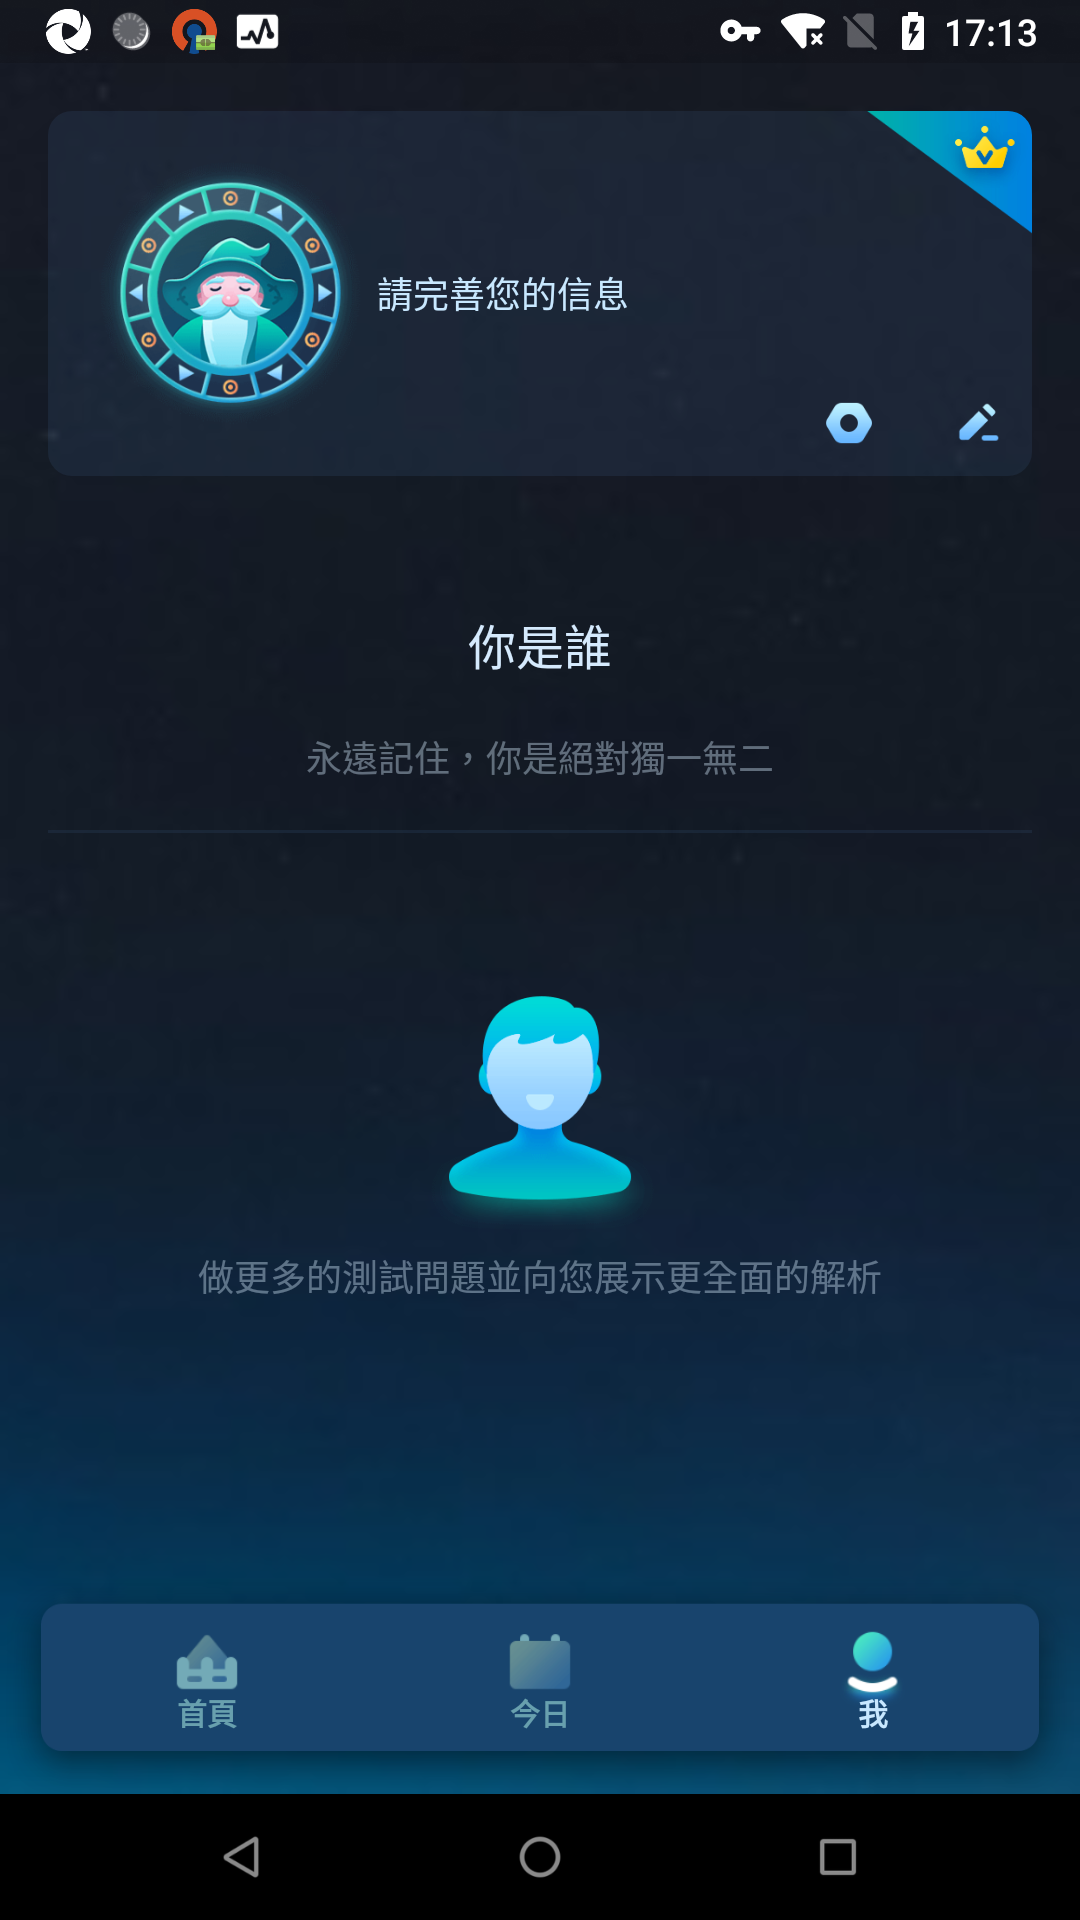 17:13
請完善您的信息
你是誰
永遠記住，你是絕對獨一無二
做更多的測試問題並向您展示更全面的解析
首頁
今日
我